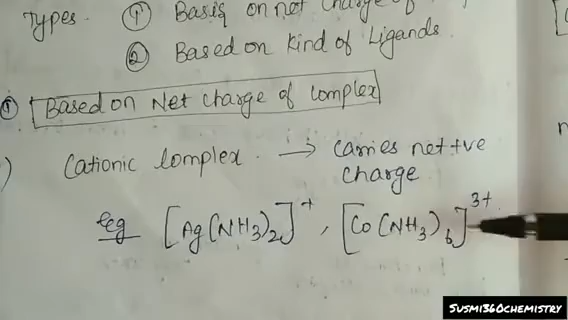 Types. ① Basis on net charge of
② Based on kind of Ligands.
① Based on Net charge of complex
) Cationic Complex. → carries net +ve
charge
Eg [Ag(NH3)2]+, [Co(NH3)6]3+
SUSMI360CHEMISTRY